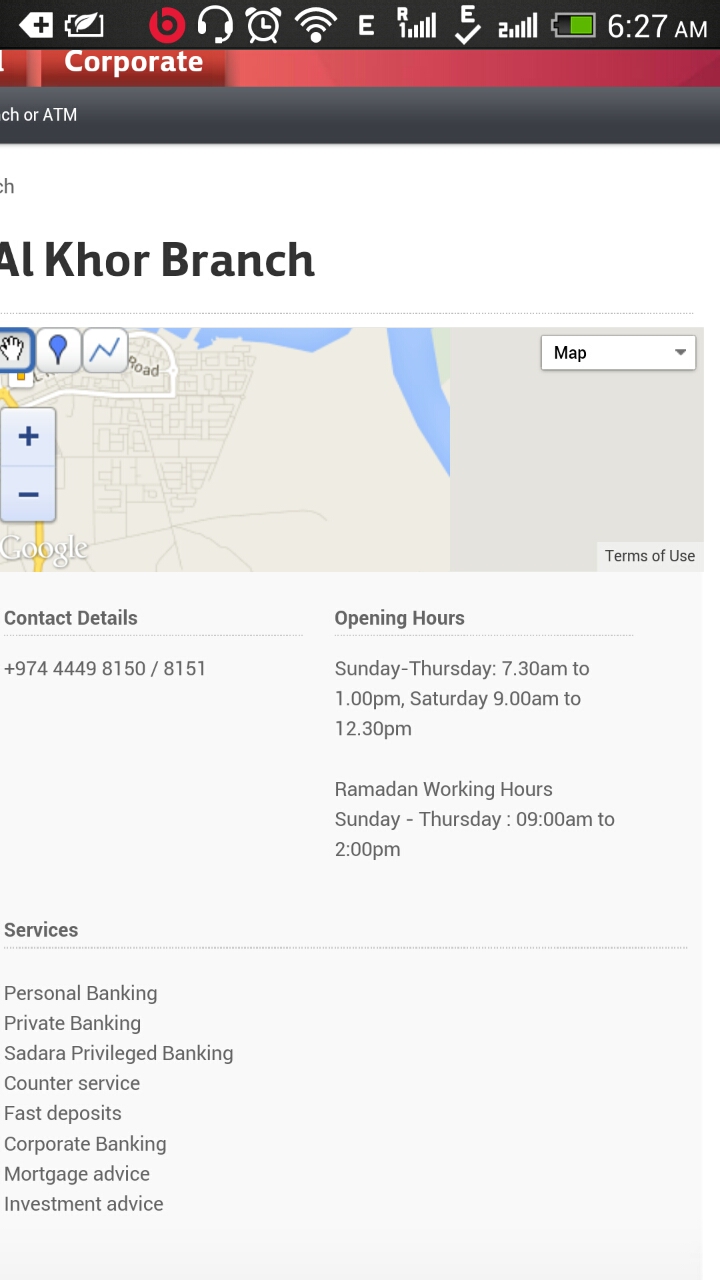 E R 1 E 2 6:27 AM
l Corporate
ch or ATM
ch
Al Khor Branch
Road
Map
+
−
Google
Terms of Use
Contact Details
+974 4449 8150 / 8151
Opening Hours
Sunday-Thursday: 7.30am to
1.00pm, Saturday 9.00am to
12.30pm
Ramadan Working Hours
Sunday - Thursday : 09:00am to
2:00pm
Services
Personal Banking
Private Banking
Sadara Privileged Banking
Counter service
Fast deposits
Corporate Banking
Mortgage advice
Investment advice